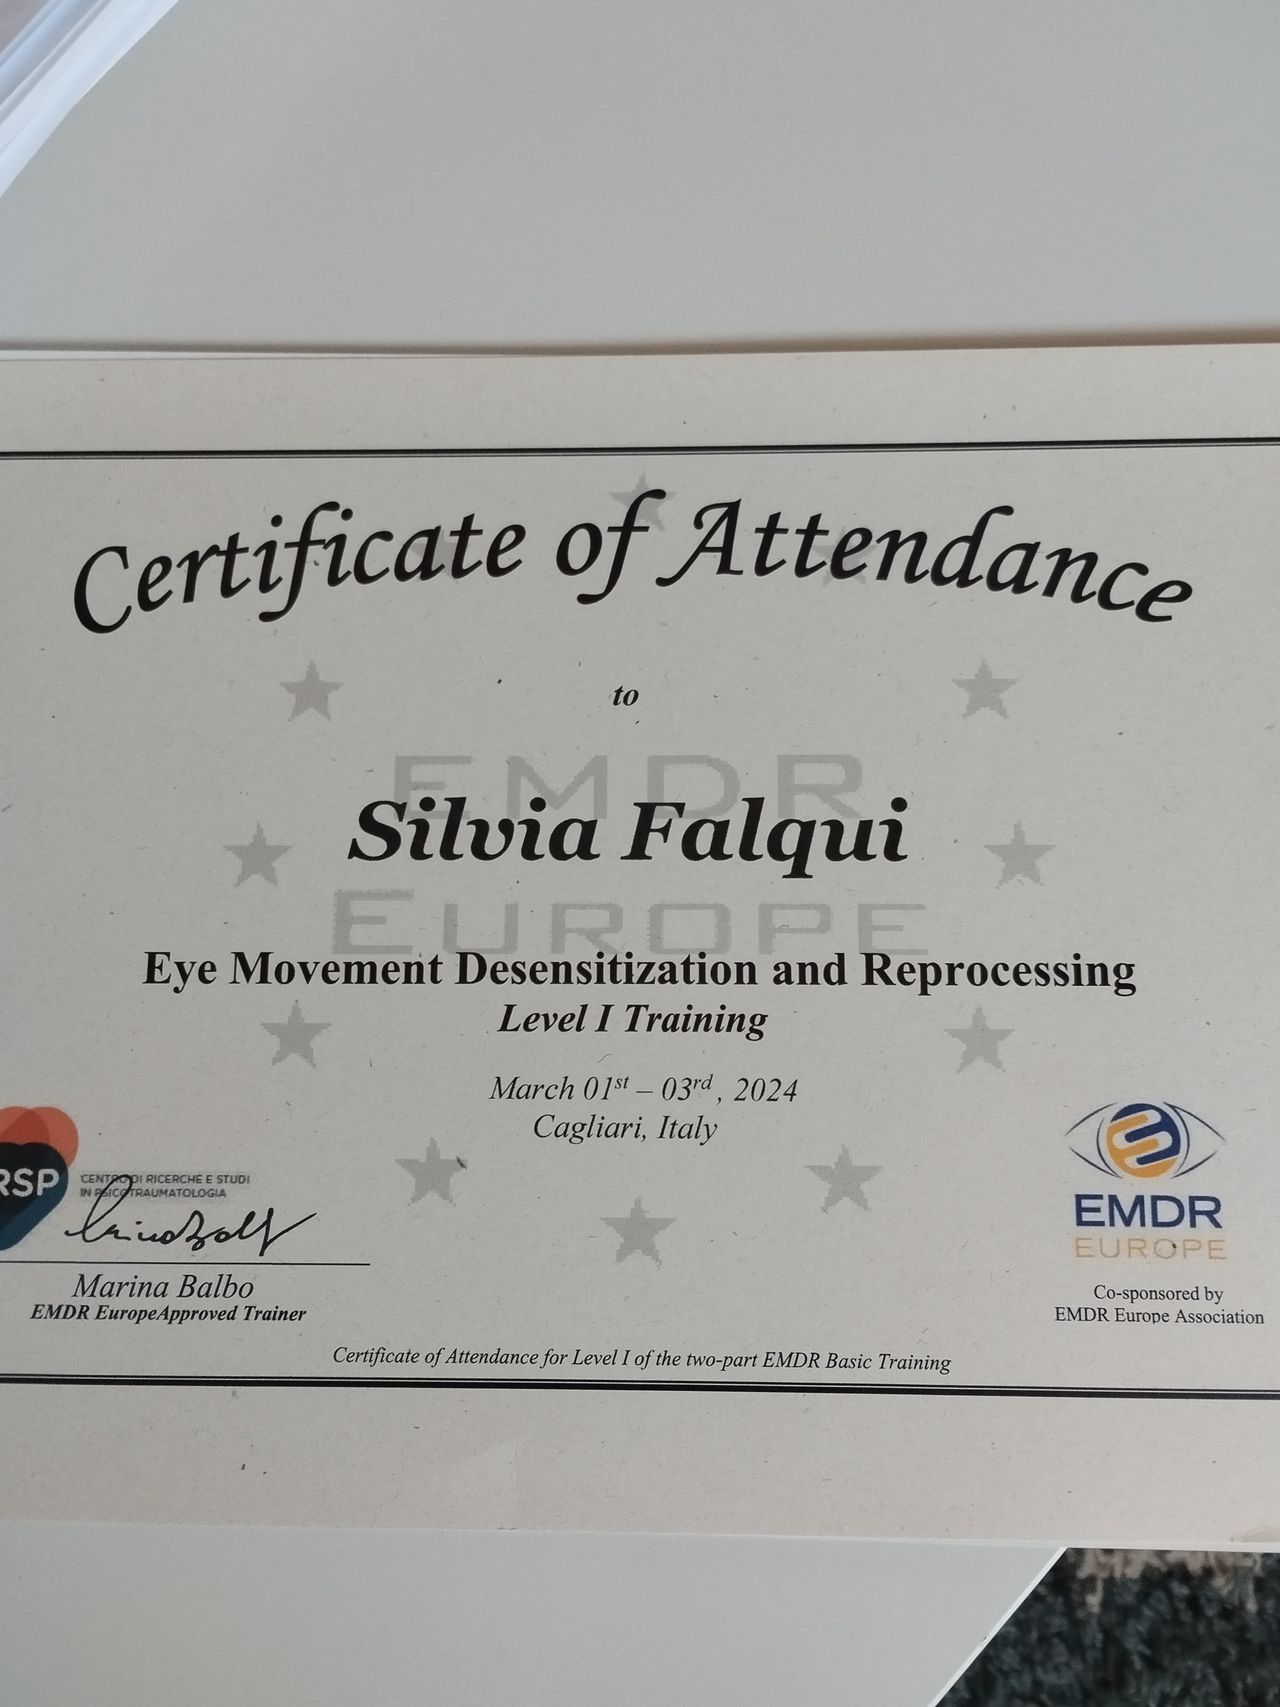 Certificate of Attendance
to
EMDR
Silvia Falqui
EUROPE
Eye Movement Desensitization and Reprocessing
Level I Training
March 01st – 03rd , 2024
Cagliari, Italy
RSP
CENTRO DI RICERCHE E STUDI
IN PSICOTRAUMATOLOGIA
EMDR
EUROPE
Marina Balbo
EMDR EuropeApproved Trainer
Co-sponsored by
EMDR Europe Association
Certificate of Attendance for Level I of the two-part EMDR Basic Training